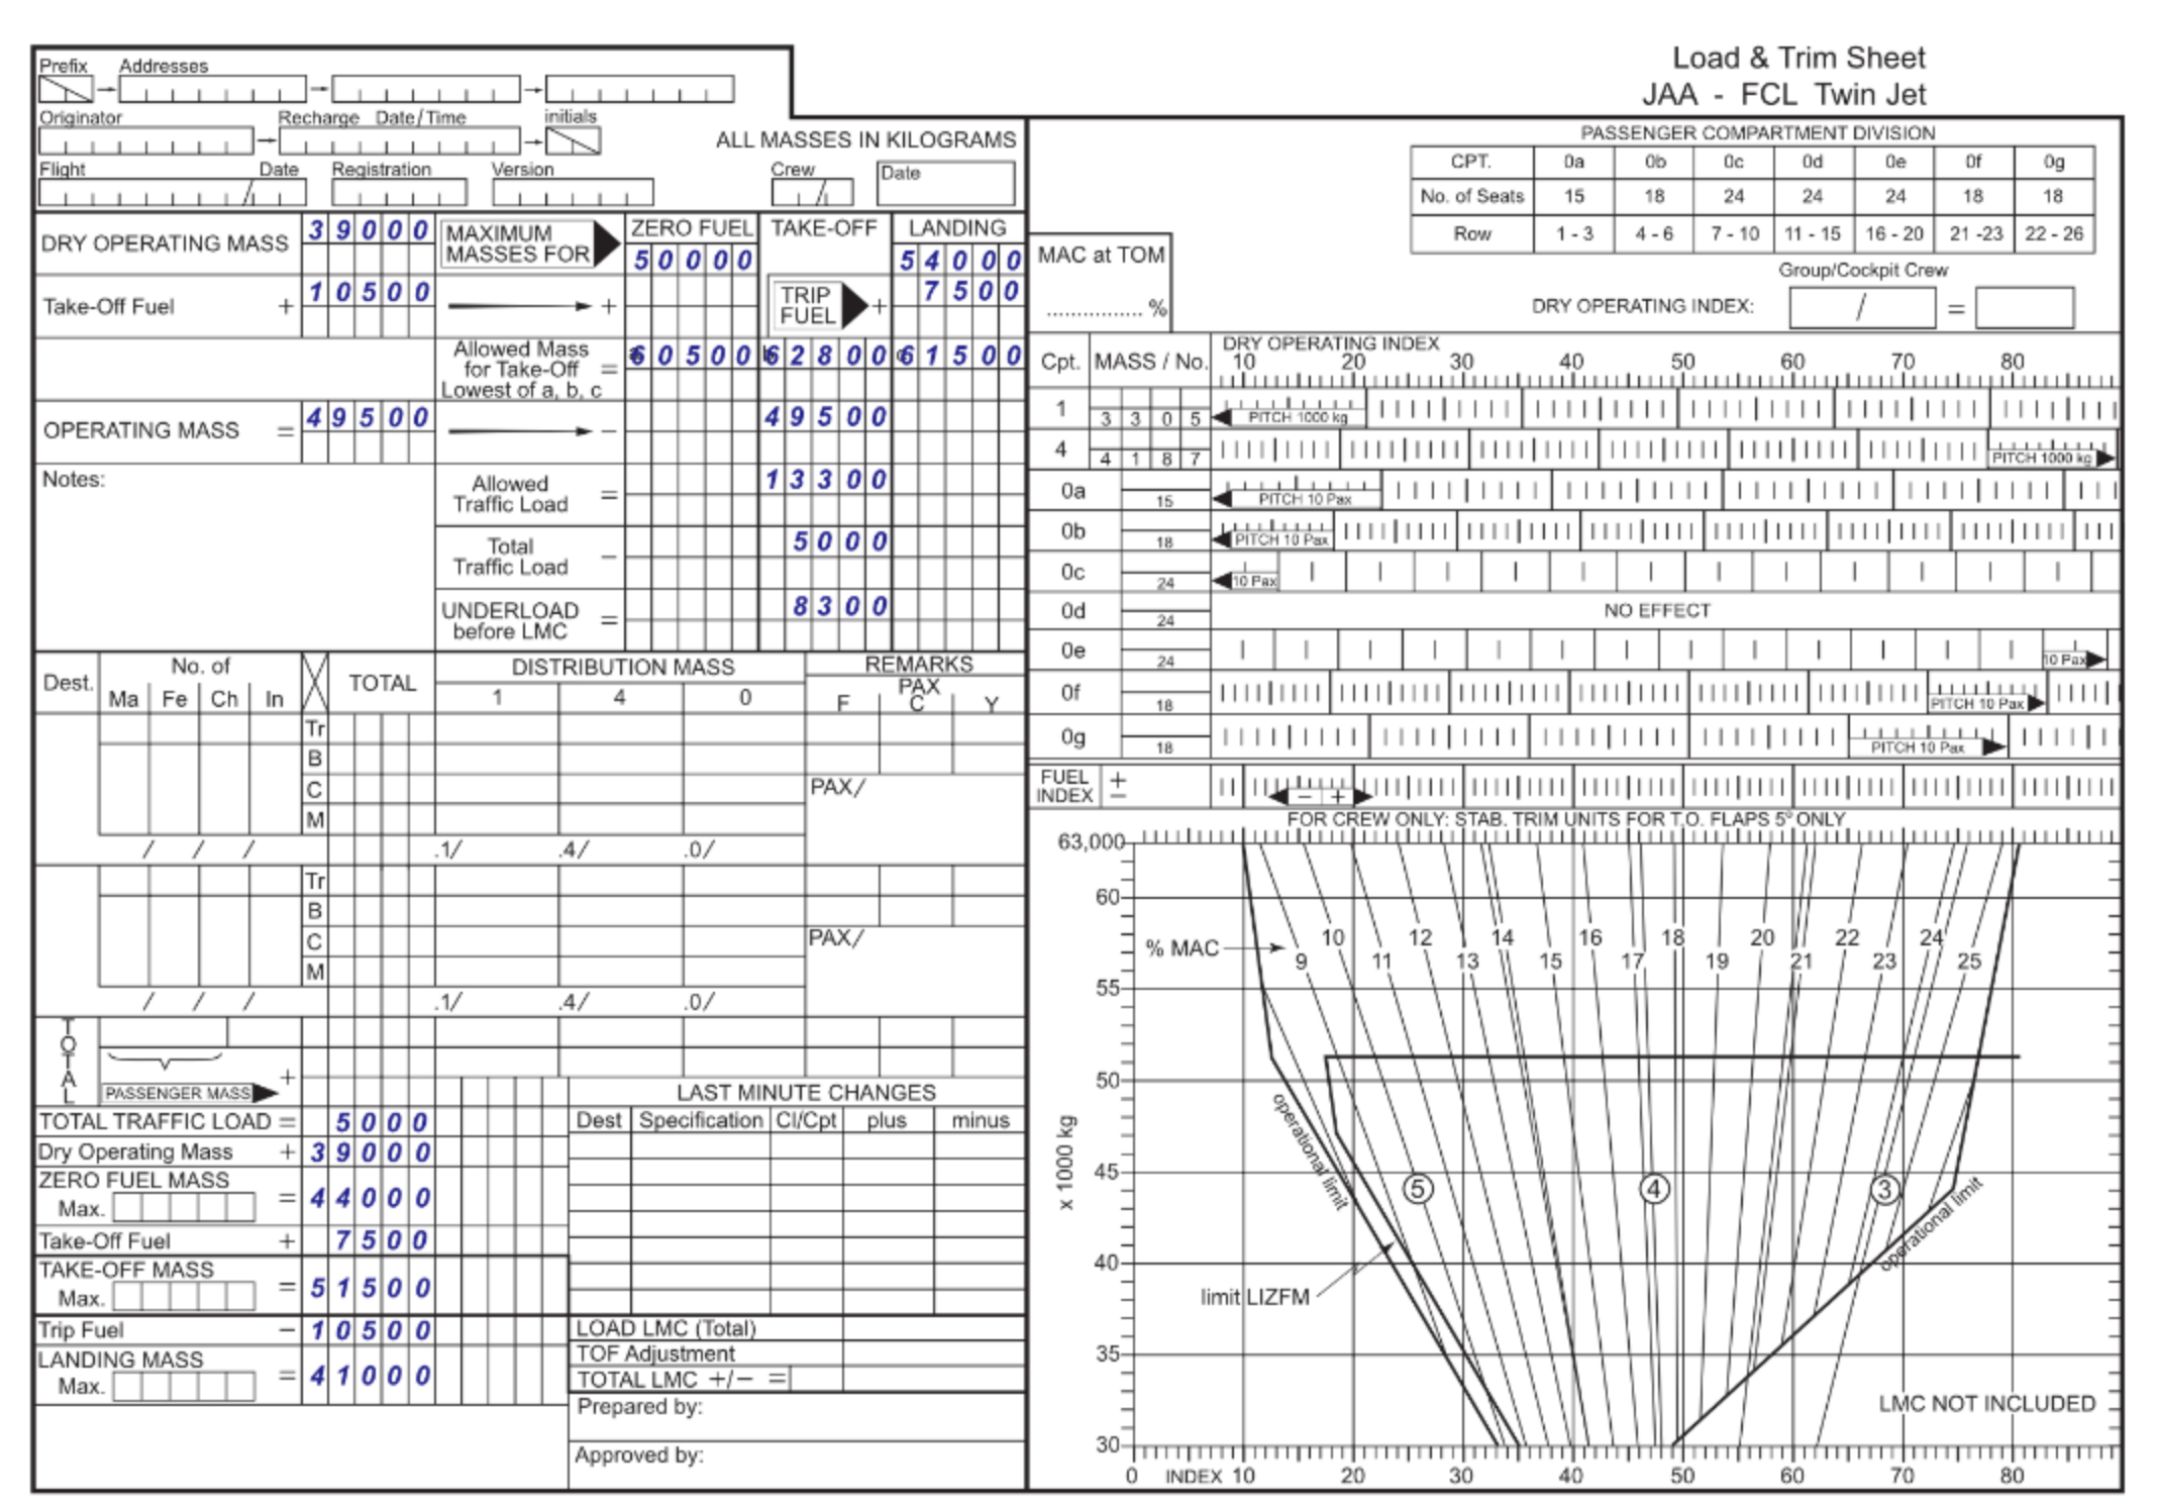 Load & Trim Sheet
JAA - FCL Twin Jet
Prefix Addresses
Originator Recharge Date/Time initials
ALL MASSES IN KILOGRAMS
Flight Date Registration Version Crew Date
DRY OPERATING MASS 39000 MAXIMUM MASSES FOR ZERO FUEL TAKE-OFF LANDING
50000 54000
Take-Off Fuel + 10500 + TRIP FUEL + 7500
Allowed Mass for Take-Off Lowest of a, b, c = 60500 62800 61500
OPERATING MASS = 49500 - 49500
Notes:
Allowed Traffic Load = 13300
Total Traffic Load - 5000
UNDERLOAD before LMC = 8300
Dest. No. of TOTAL DISTRIBUTION MASS REMARKS
Ma Fe Ch In 1 4 0 PAX
F C Y
Tr
B
C PAX/
M
/ / / .1/ .4/ .0/
Tr
B
C PAX/
M
/ / / .1/ .4/ .0/
TOTAL
PASSENGER MASS +
LAST MINUTE CHANGES
TOTAL TRAFFIC LOAD = 5000 Dest Specification Cl/Cpt plus minus
Dry Operating Mass + 39000
ZERO FUEL MASS
Max. = 44000
Take-Off Fuel + 7500
TAKE-OFF MASS
Max. = 51500
Trip Fuel - 10500 LOAD LMC (Total)
LANDING MASS TOF Adjustment
Max. = 41000 TOTAL LMC +/- =
Prepared by:
Approved by:
PASSENGER COMPARTMENT DIVISION
CPT. 0a 0b 0c 0d 0e 0f 0g
No. of Seats 15 18 24 24 24 18 18
Row 1 - 3 4 - 6 7 - 10 11 - 15 16 - 20 21 -23 22 - 26
MAC at TOM
............... %
Group/Cockpit Crew
DRY OPERATING INDEX: / =
Cpt. MASS / No. DRY OPERATING INDEX
10 20 30 40 50 60 70 80
1 3305 PITCH 1000 kg
4 4187 PITCH 1000 kg
0a 15 PITCH 10 Pax
0b 18 PITCH 10 Pax
0c 24 10 Pax
0d 24 NO EFFECT
0e 24 10 Pax
0f 18 PITCH 10 Pax
0g 18 PITCH 10 Pax
FUEL INDEX + - - +
FOR CREW ONLY: STAB. TRIM UNITS FOR T.O. FLAPS 5° ONLY
63,000
60
% MAC
10 12 14 16 18 20 22 24
9 11 13 15 17 19 21 23 25
55
50
45
5 4 3
operational limit
operational limit
x 1000 kg
40
limit LIZFM
35
LMC NOT INCLUDED
30
0 INDEX 10 20 30 40 50 60 70 80